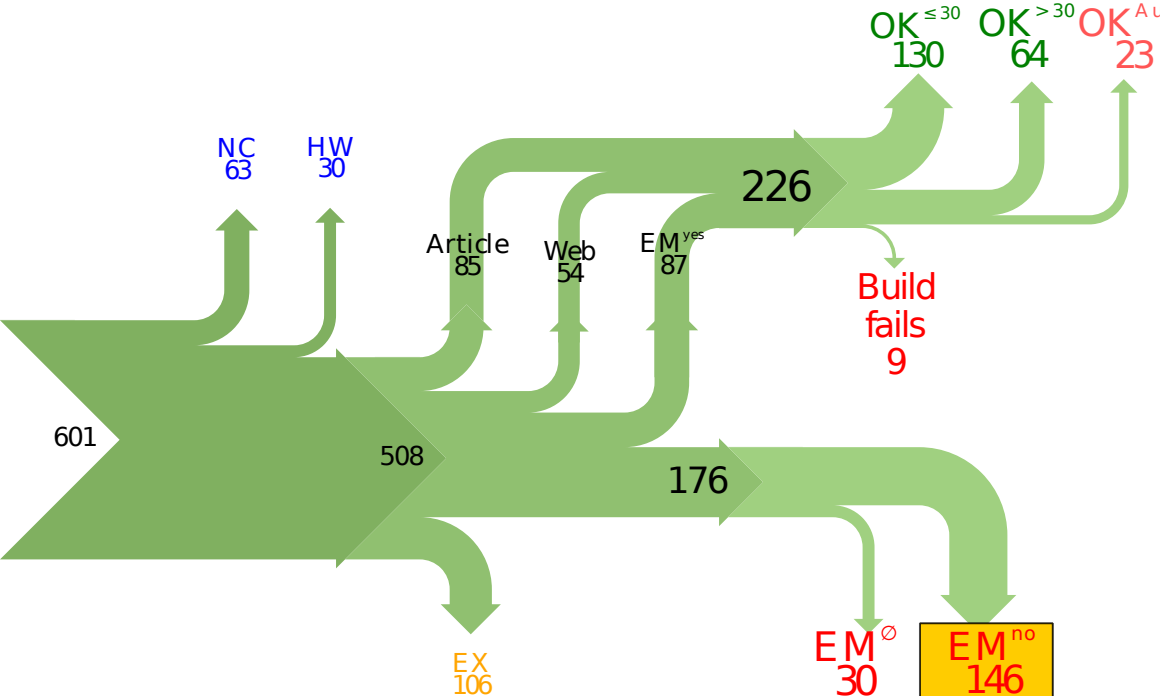 OK≤30
130
OK>30
64
OK
23
NC
63
HW
30
226
Article
85
Web
54
EMyes
87
Build
fails
9
601
508
176
EX
106
EM∅
30
EMno
146